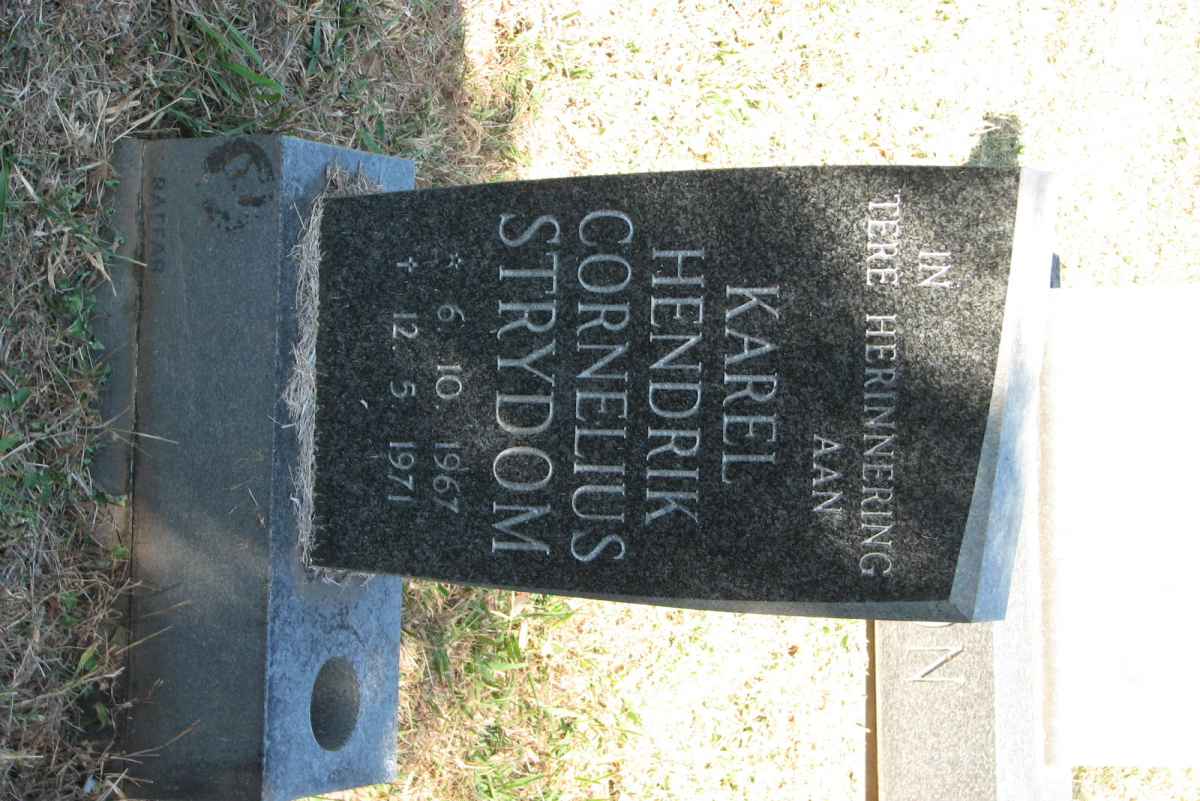 IN
TERE HERINNERING
AAN
KAREL
HENDRIK
CORNELIUS
STRYDOM
* 6. 10. 1967
† 12. 5. 1971